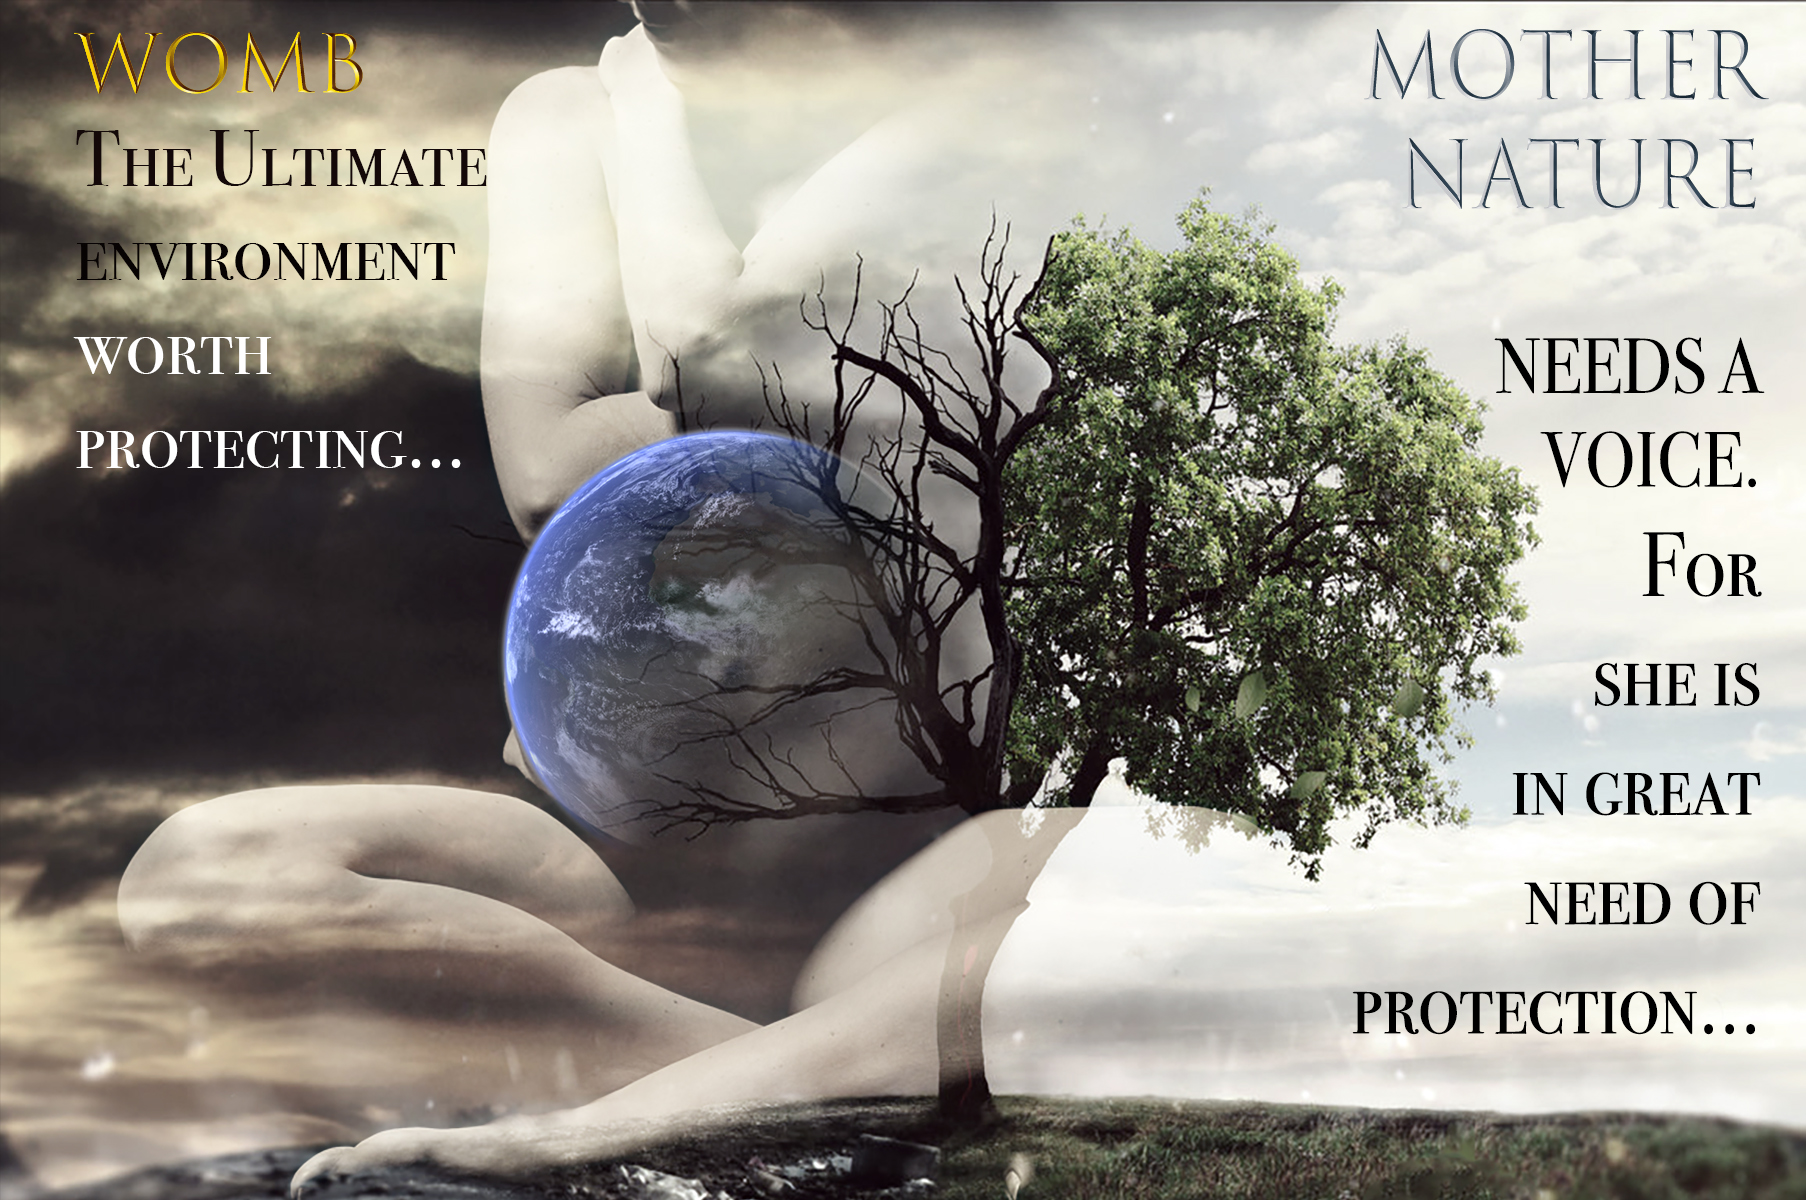 WOMB
THE ULTIMATE
ENVIRONMENT
WORTH
PROTECTING...
MOTHER
NATURE
NEEDS A
VOICE.
FOR
SHE IS
IN GREAT
NEED OF
PROTECTION...